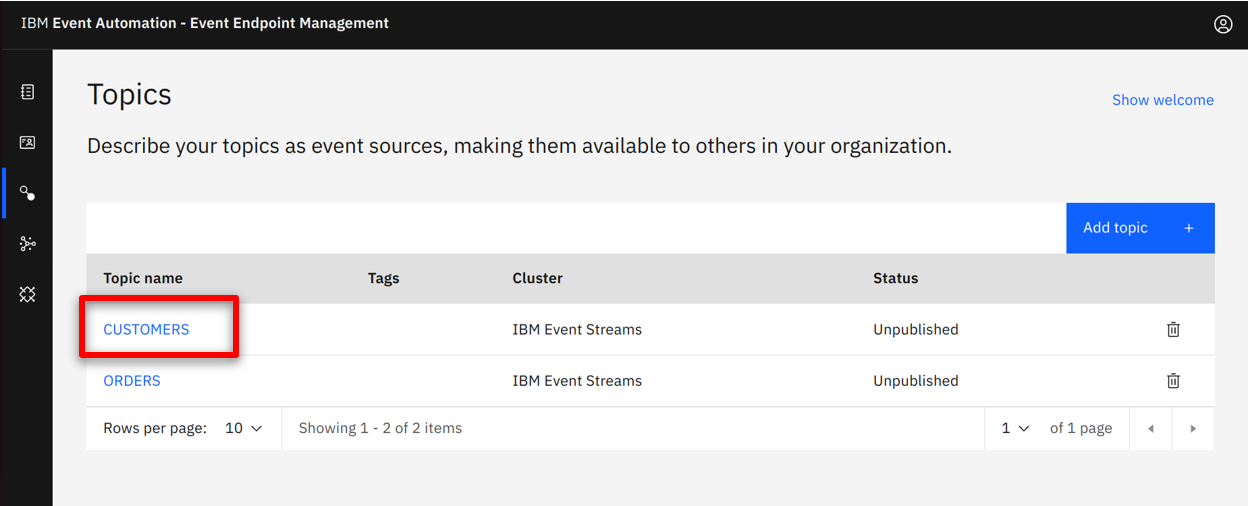 IBM Event Automation - Event Endpoint Management
Topics
Show welcome
Describe your topics as event sources, making them available to others in your organization.
Add topic +
Topic name Tags Cluster Status
CUSTOMERS IBM Event Streams Unpublished
ORDERS IBM Event Streams Unpublished
Rows per page: 10 Showing 1 - 2 of 2 items 1 of 1 page